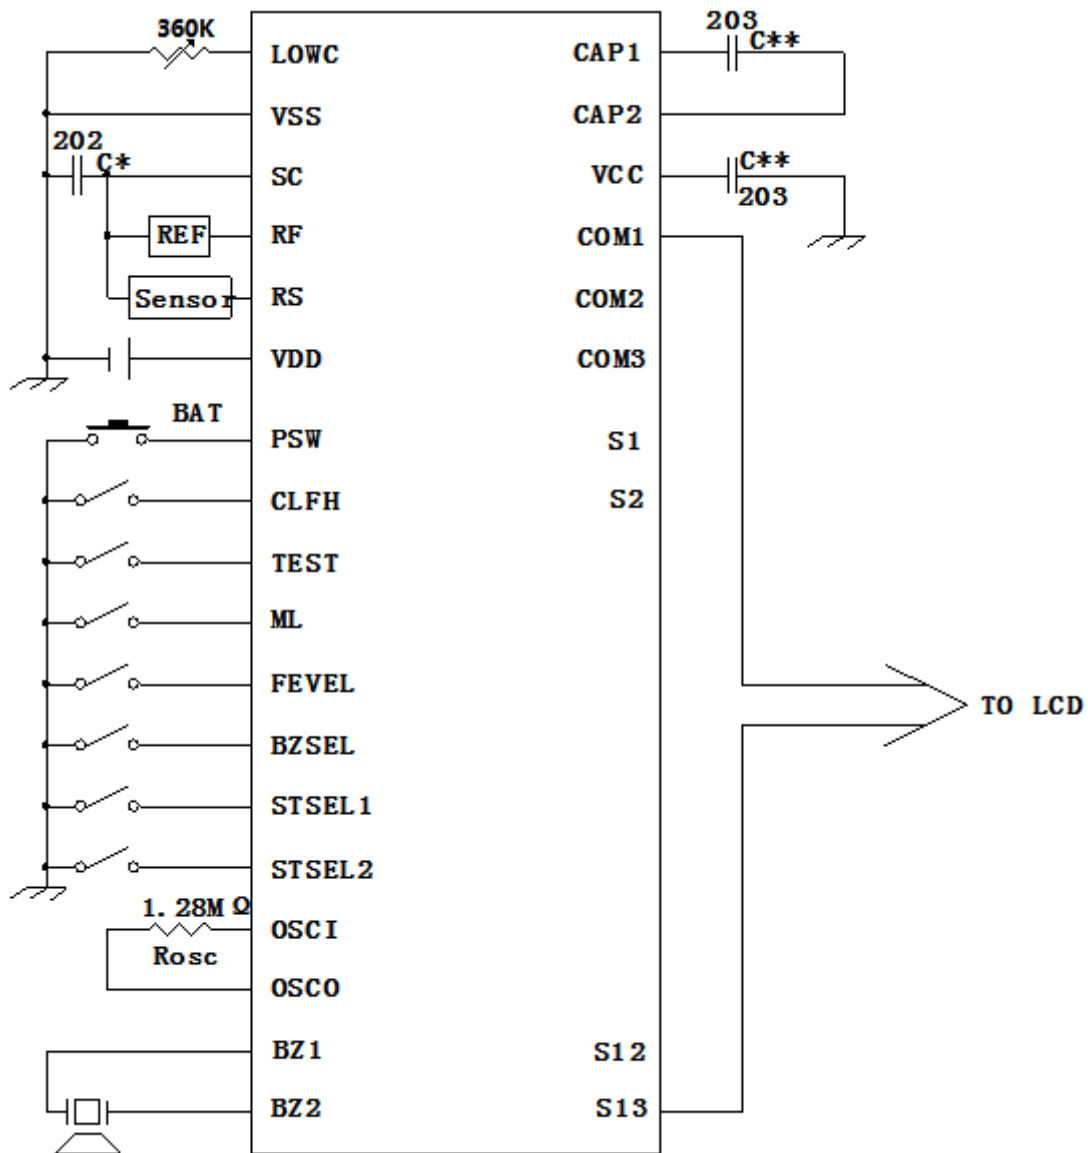 360K
LOWC
VSS
202
C*
SC
REF
RF
Sensor
RS
VDD
BAT
PSW
CLFH
TEST
ML
FEVEL
BZSEL
STSEL1
STSEL2
1.28MΩ
Rosc
OSCI
OSCO
BZ1
BZ2
203
C**
CAP1
CAP2
C**
VCC
203
COM1
COM2
COM3
S1
S2
TO LCD
S12
S13